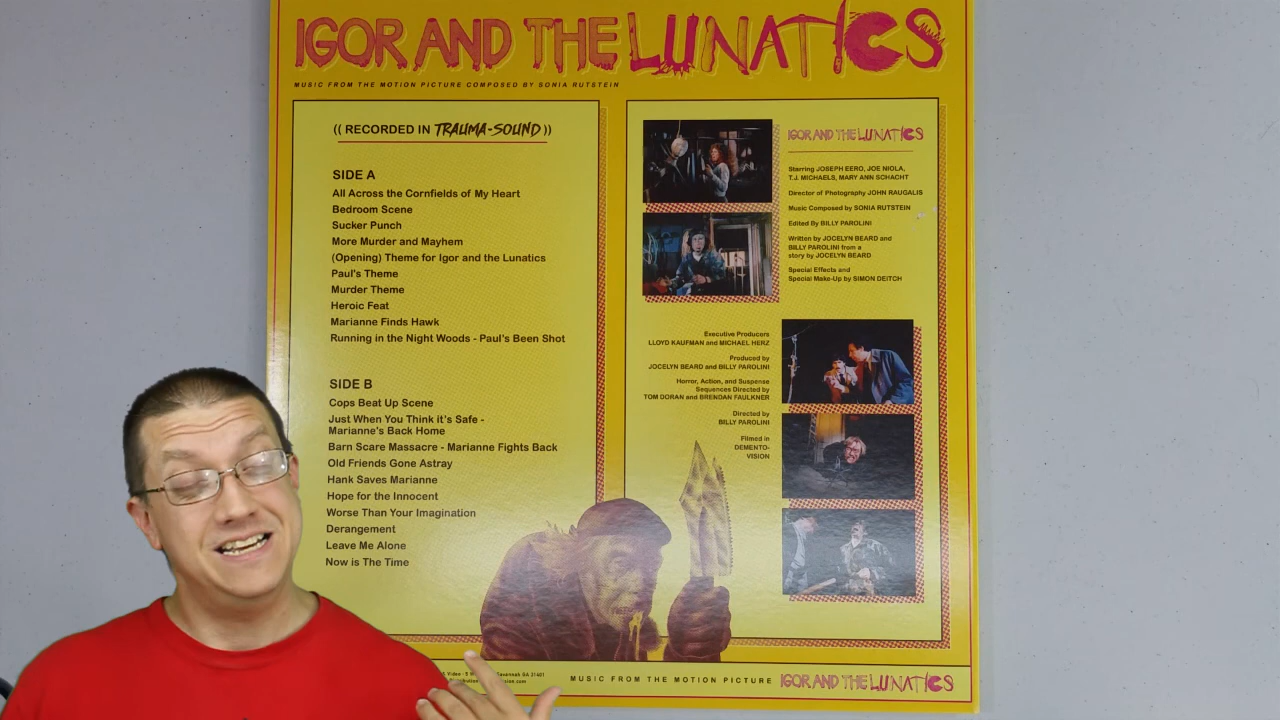 IGOR AND THE LUNATICS
MUSIC FROM THE MOTION PICTURE COMPOSED BY SONIA RUTSTEIN
(( RECORDED IN TRAUMA-SOUND ))
SIDE A
All Across the Cornfields of My Heart
Bedroom Scene
Sucker Punch
More Murder and Mayhem
(Opening) Theme for Igor and the Lunatics
Paul's Theme
Murder Theme
Heroic Feat
Marianne Finds Hawk
Running in the Night Woods - Paul's Been Shot
SIDE B
Cops Beat Up Scene
Just When You Think it's Safe -
Marianne's Back Home
Barn Scare Massacre - Marianne Fights Back
Old Friends Gone Astray
Hank Saves Marianne
Hope for the Innocent
Worse Than Your Imagination
Derangement
Leave Me Alone
Now is The Time
IGOR AND THE LUNATICS
Starring JOSEPH EERO, JOE NIOLA,
T.J. MICHAELS, MARY ANN SCHACHT
Director of Photography JOHN RAUGALIS
Music Composed by SONIA RUTSTEIN
Edited By BILLY PAROLINI
Written by JOCELYN BEARD and
BILLY PAROLINI from a
story by JOCELYN BEARD
Special Effects and
Special Make-Up by SIMON DEITCH
Executive Producers
LLOYD KAUFMAN and MICHAEL HERZ
Produced by
JOCELYN BEARD and BILLY PAROLINI
Horror, Action, and Suspense
Sequences Directed by
TOM DORAN and BRENDAN FAULKNER
Directed by
BILLY PAROLINI
Filmed in
DEMENTO-
VISION
Video
Savannah GA 31401
MUSIC FROM THE MOTION PICTURE IGOR AND THE LUNATICS